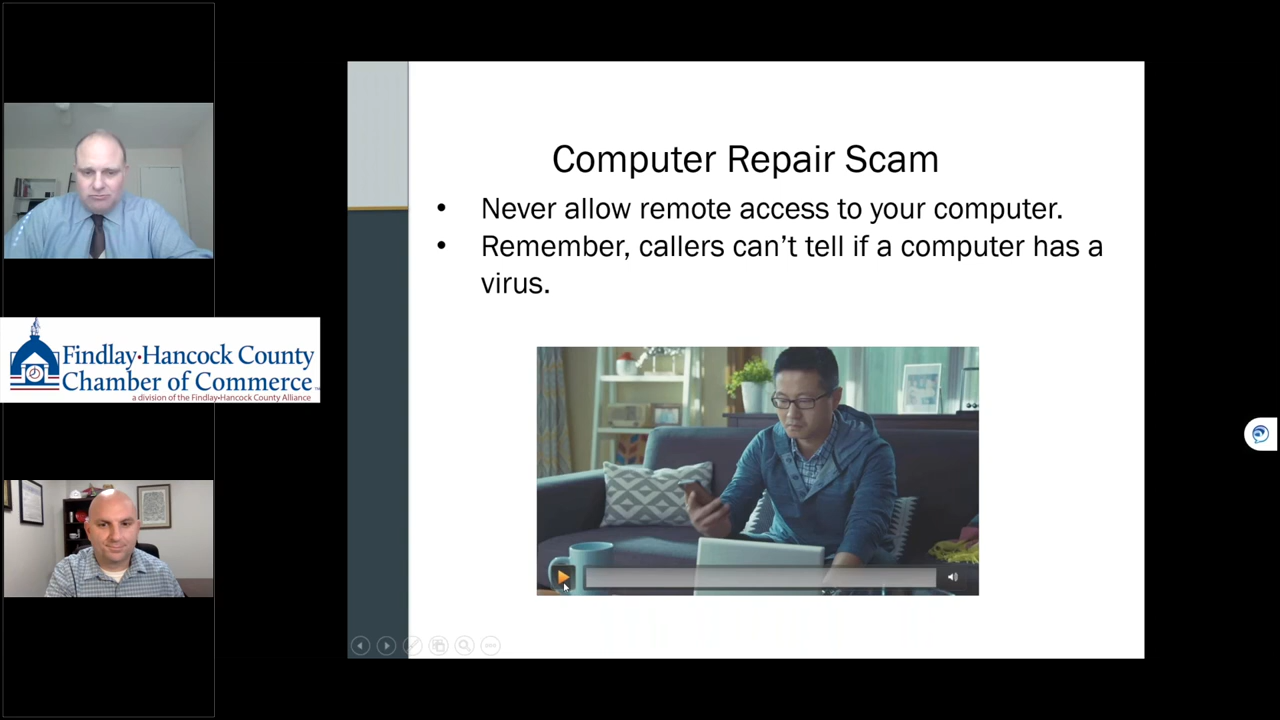 Computer Repair Scam
• Never allow remote access to your computer.
• Remember, callers can't tell if a computer has a
virus.
Findlay·Hancock County
Chamber of Commerce
a division of the Findlay•Hancock County Alliance